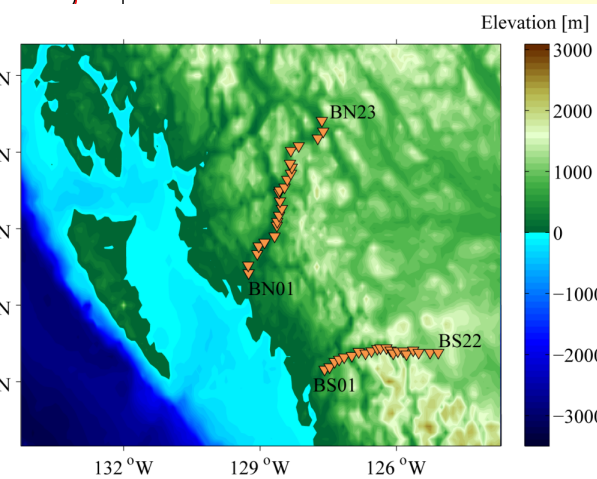 Elevation [m]
3000
2000
1000
0
−1000
−2000
−3000
N
N
N
N
N
BN23
BN01
BS22
BS01
132 °W
129 °W
126 °W